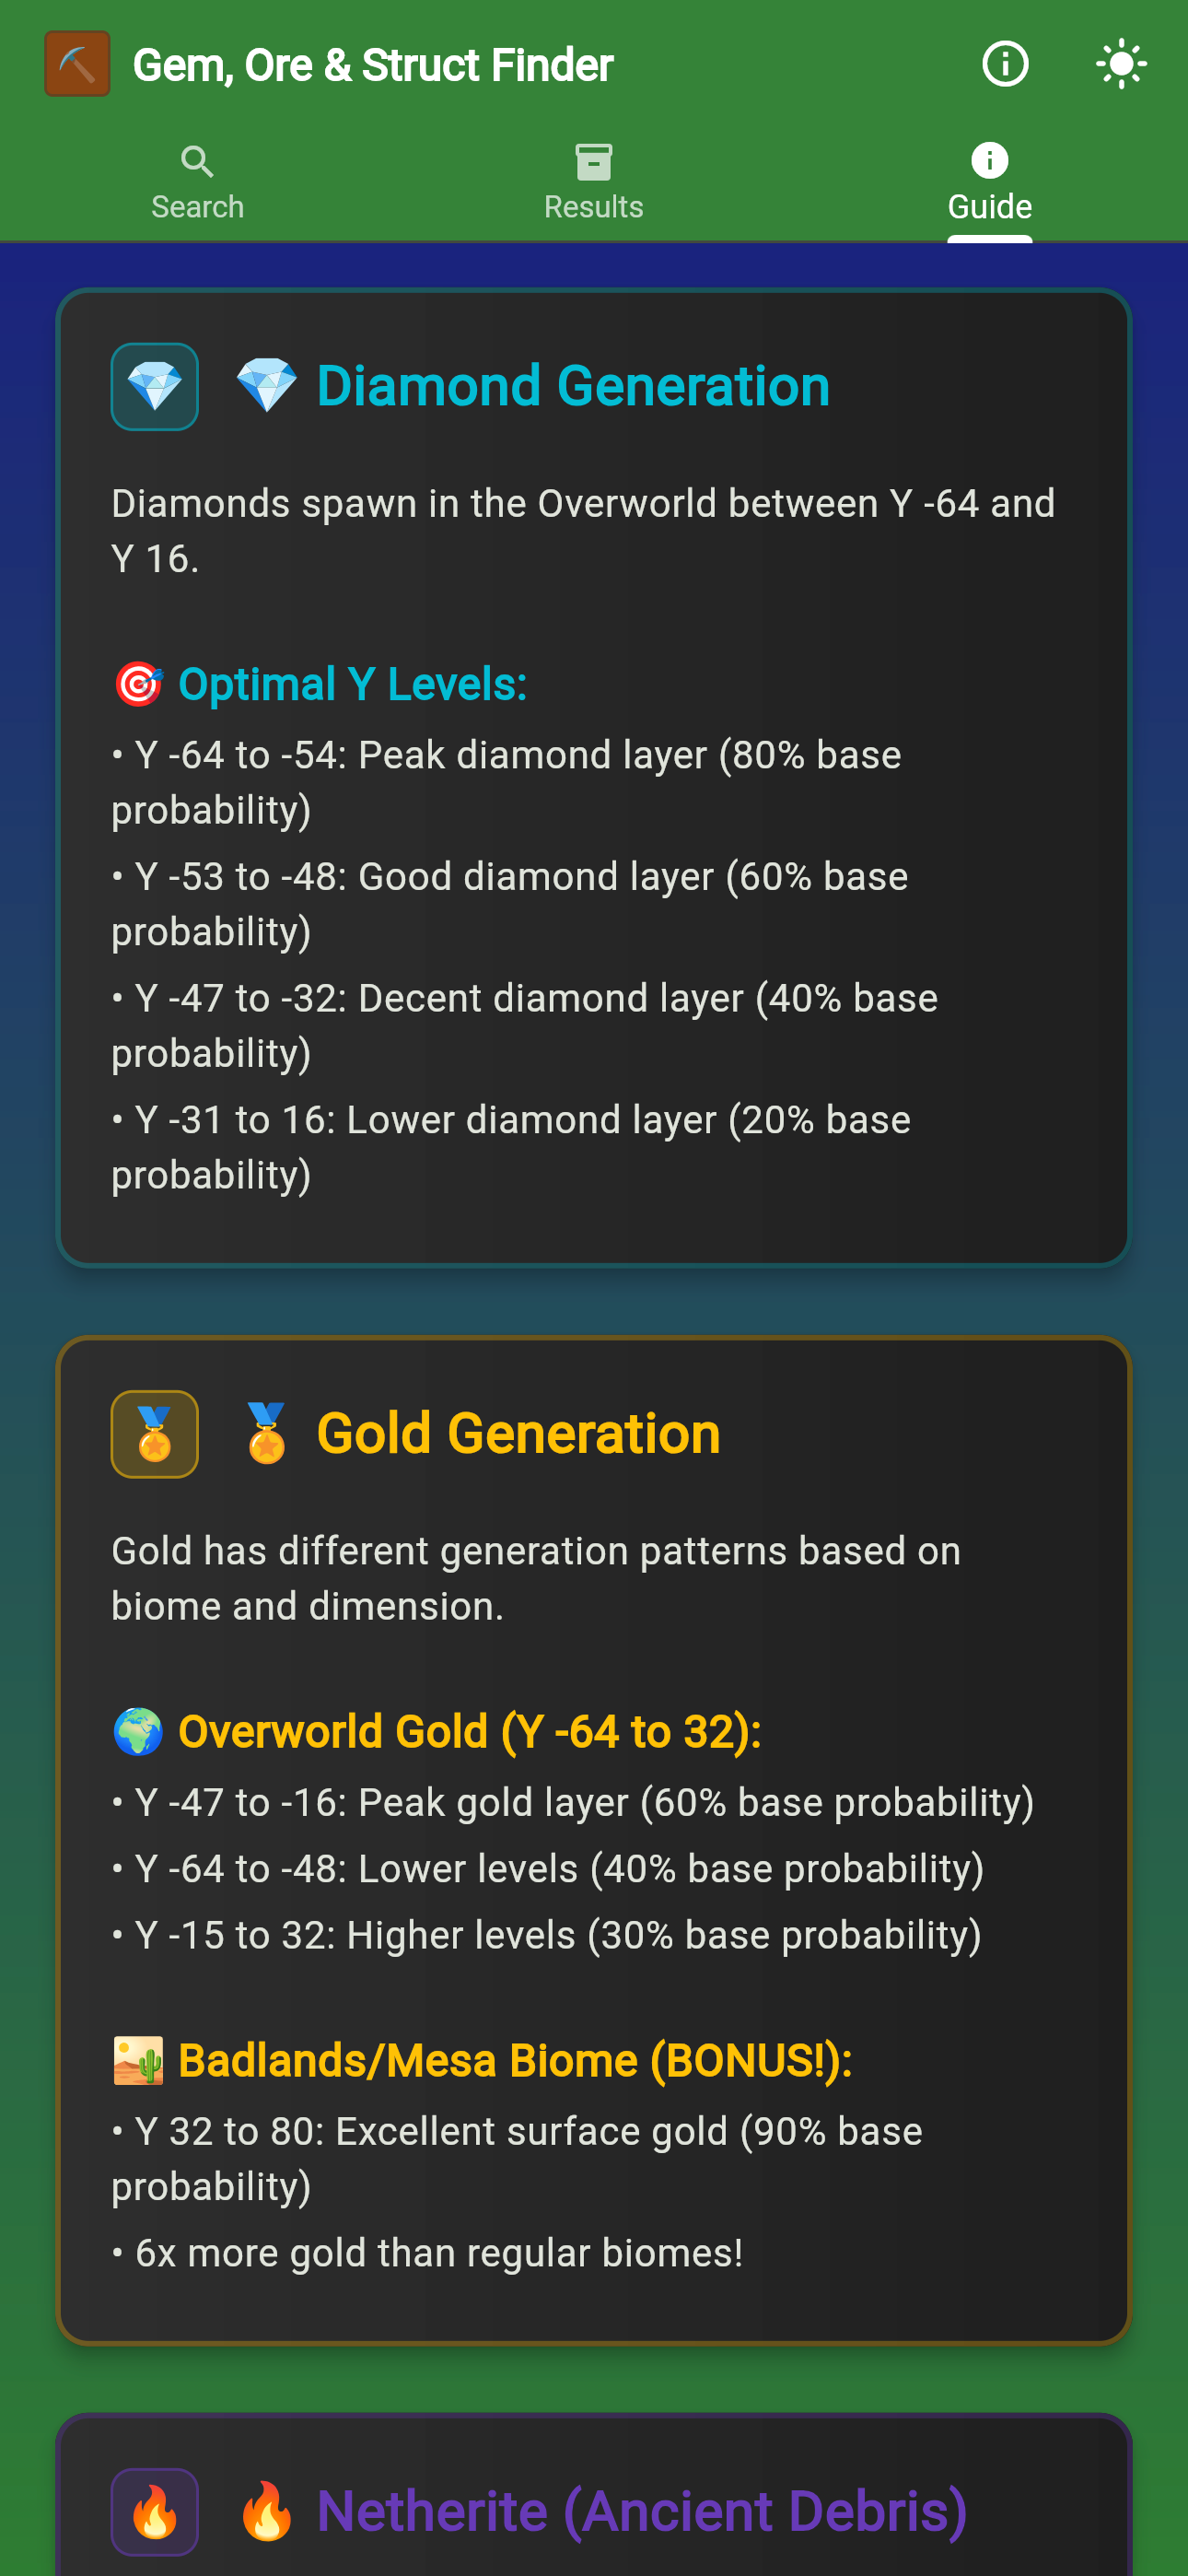 Gem, Ore & Struct Finder
Search
Results
Guide
💎 Diamond Generation
Diamonds spawn in the Overworld between Y -64 and
Y 16.
🎯 Optimal Y Levels:
• Y -64 to -54: Peak diamond layer (80% base
probability)
• Y -53 to -48: Good diamond layer (60% base
probability)
• Y -47 to -32: Decent diamond layer (40% base
probability)
• Y -31 to 16: Lower diamond layer (20% base
probability)
🏅 Gold Generation
Gold has different generation patterns based on
biome and dimension.
🌍 Overworld Gold (Y -64 to 32):
• Y -47 to -16: Peak gold layer (60% base probability)
• Y -64 to -48: Lower levels (40% base probability)
• Y -15 to 32: Higher levels (30% base probability)
🏜️ Badlands/Mesa Biome (BONUS!):
• Y 32 to 80: Excellent surface gold (90% base
probability)
• 6x more gold than regular biomes!
🔥 Netherite (Ancient Debris)